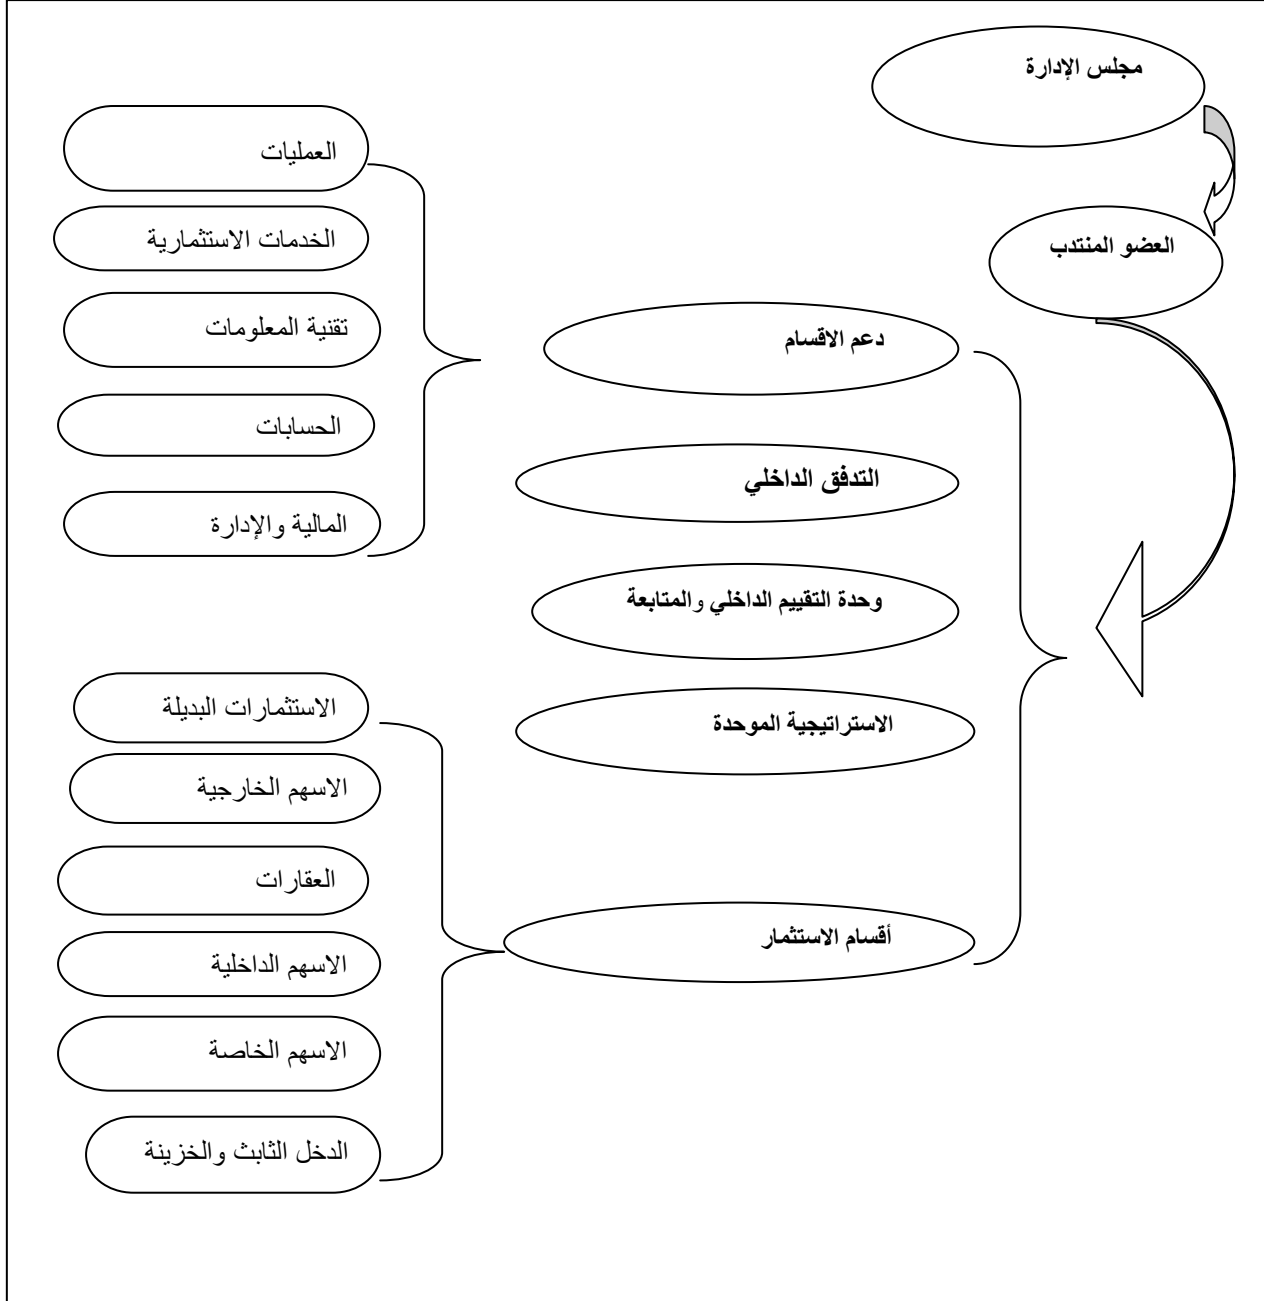 مجلس الإدارة
العضو المنتدب
دعم الاقسام
التدفق الداخلي
وحدة التقييم الداخلي والمتابعة
الاستراتيجية الموحدة
أقسام الاستثمار
العمليات
الخدمات الاستثمارية
تقنية المعلومات
الحسابات
المالية والإدارة
الاستثمارات البديلة
الاسهم الخارجية
العقارات
الاسهم الداخلية
الاسهم الخاصة
الدخل الثابث والخزينة